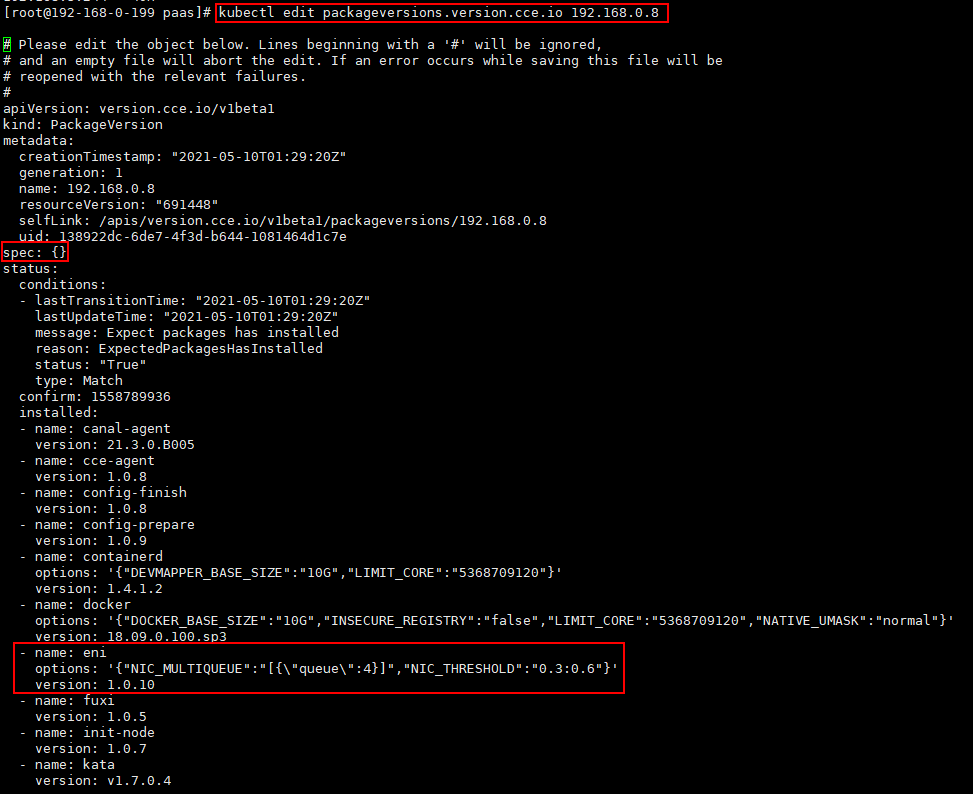 [root@192-168-0-199 paas]# kubectl edit packageversions.version.cce.io 192.168.0.8
# Please edit the object below. Lines beginning with a '#' will be ignored,
# and an empty file will abort the edit. If an error occurs while saving this file will be
# reopened with the relevant failures.
#
apiVersion: version.cce.io/v1beta1
kind: PackageVersion
metadata:
  creationTimestamp: "2021-05-10T01:29:20Z"
  generation: 1
  name: 192.168.0.8
  resourceVersion: "691448"
  selfLink: /apis/version.cce.io/v1beta1/packageversions/192.168.0.8
  uid: 138922dc-6de7-4f3d-b644-1081464d1c7e
spec: {}
status:
  conditions:
  - lastTransitionTime: "2021-05-10T01:29:20Z"
    lastUpdateTime: "2021-05-10T01:29:20Z"
    message: Expect packages has installed
    reason: ExpectedPackagesHasInstalled
    status: "True"
    type: Match
  confirm: 1558789936
  installed:
  - name: canal-agent
    version: 21.3.0.B005
  - name: cce-agent
    version: 1.0.8
  - name: config-finish
    version: 1.0.8
  - name: config-prepare
    version: 1.0.9
  - name: containerd
    options: '{"DEVMAPPER_BASE_SIZE":"10G","LIMIT_CORE":"5368709120"}'
    version: 1.4.1.2
  - name: docker
    options: '{"DOCKER_BASE_SIZE":"10G","INSECURE_REGISTRY":"false","LIMIT_CORE":"5368709120","NATIVE_UMASK":"normal"}'
    version: 18.09.0.100.sp3
  - name: eni
    options: '{"NIC_MULTIQUEUE":"[{\"queue\":4}]","NIC_THRESHOLD":"0.3:0.6"}'
    version: 1.0.10
  - name: fuxi
    version: 1.0.5
  - name: init-node
    version: 1.0.7
  - name: kata
    version: v1.7.0.4